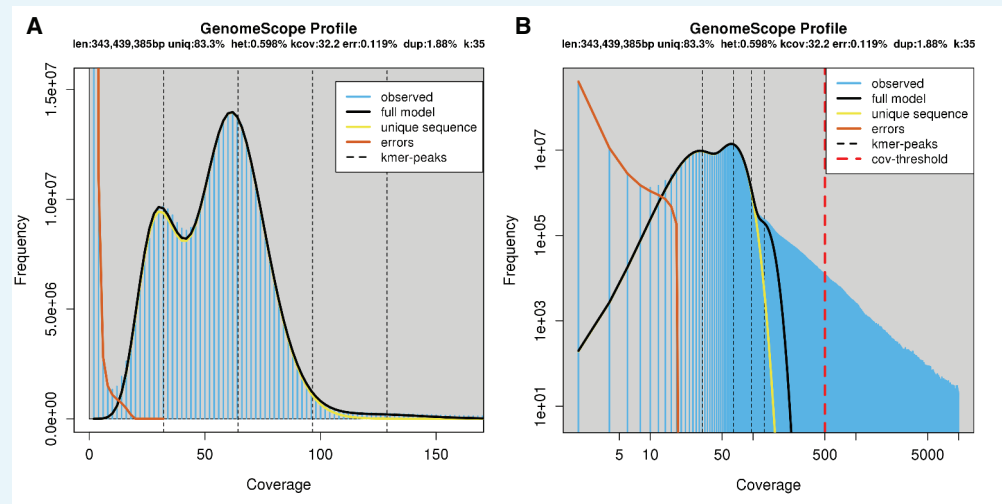 A
GenomeScope Profile
len:343,439,385bp uniq:83.3% het:0.598% kcov:32.2 err:0.119% dup:1.88% k:35
observed
full model
unique sequence
errors
kmer-peaks
Frequency
0.0e+00
5.0e+06
1.0e+07
1.5e+07
0
50
100
150
Coverage
B
GenomeScope Profile
len:343,439,385bp uniq:83.3% het:0.598% kcov:32.2 err:0.119% dup:1.88% k:35
observed
full model
unique sequence
errors
kmer-peaks
cov-threshold
Frequency
1e+01
1e+03
1e+05
1e+07
5
10
50
500
5000
Coverage